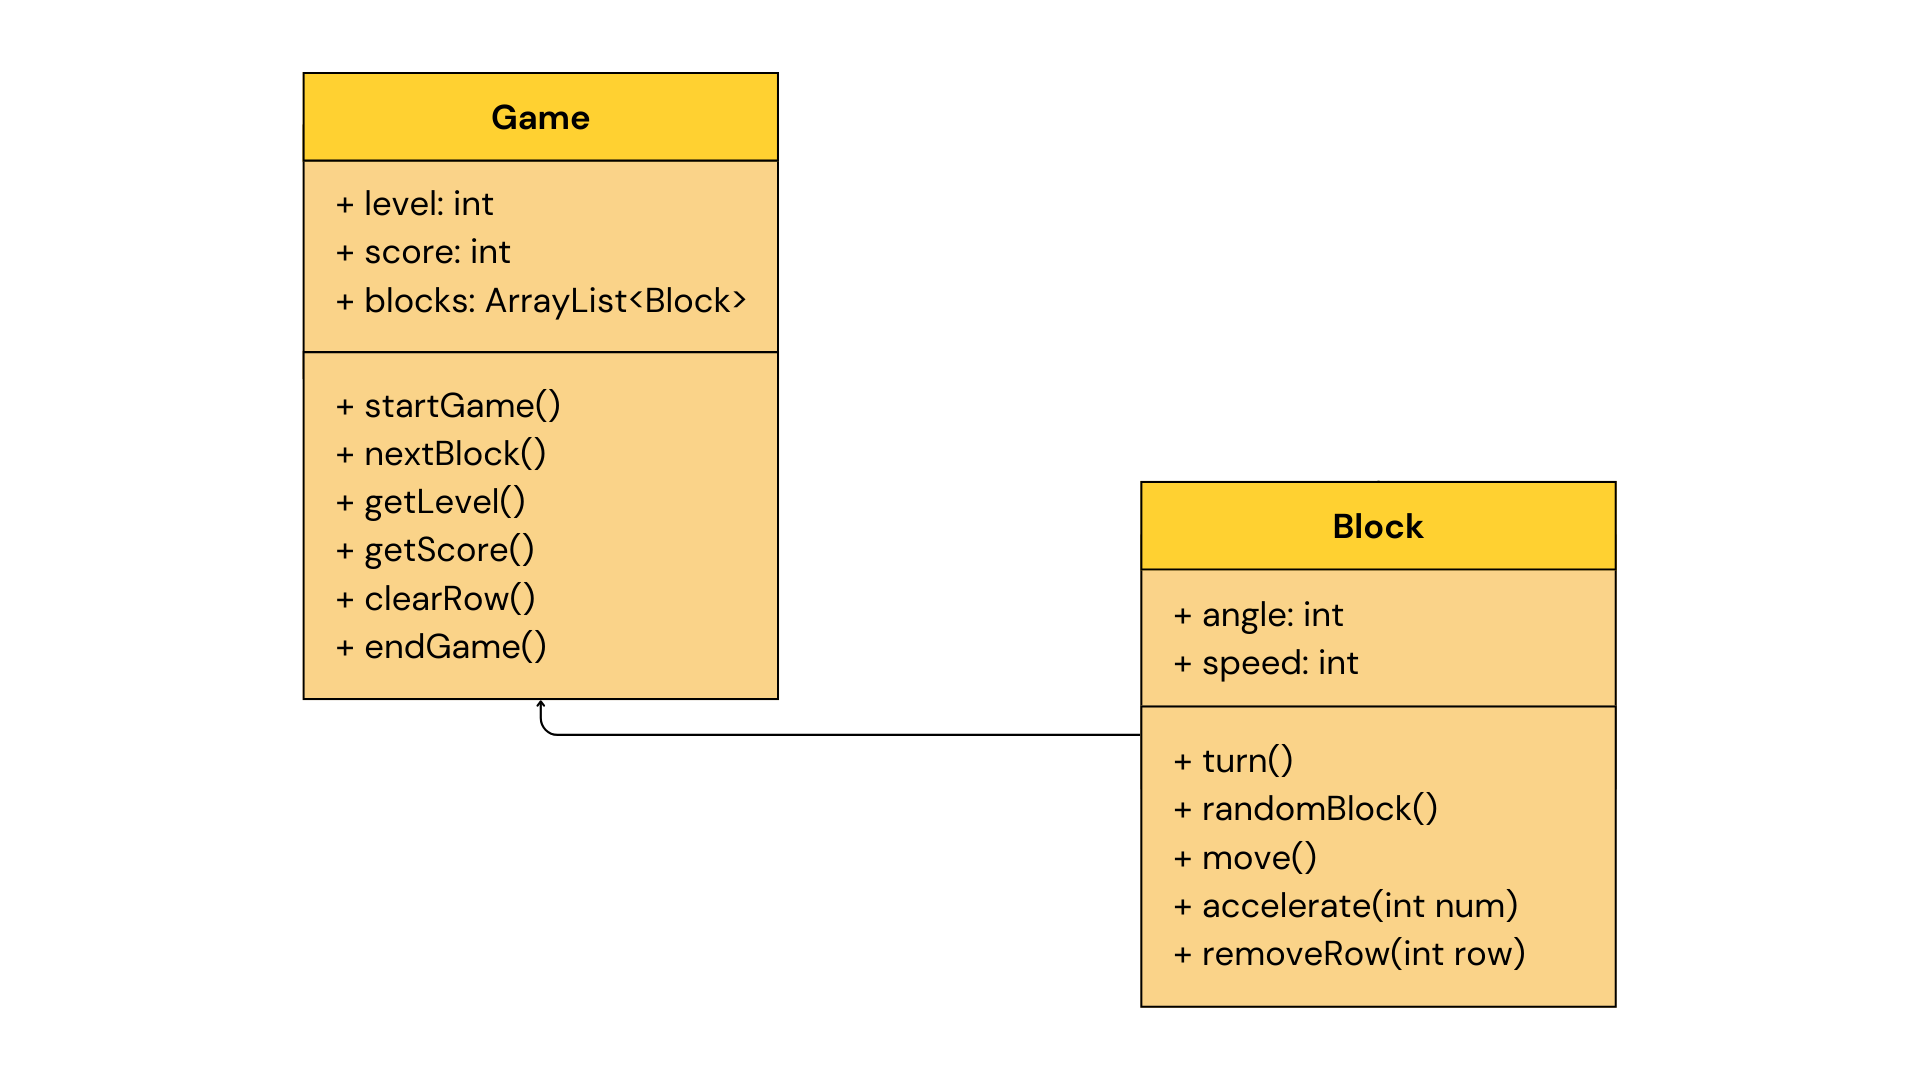 Game
+ level: int
+ score: int
+ blocks: ArrayList<Block>
+ startGame()
+ nextBlock()
+ getLevel()
+ getScore()
+ clearRow()
+ endGame()
Block
+ angle: int
+ speed: int
+ turn()
+ randomBlock()
+ move()
+ accelerate(int num)
+ removeRow(int row)